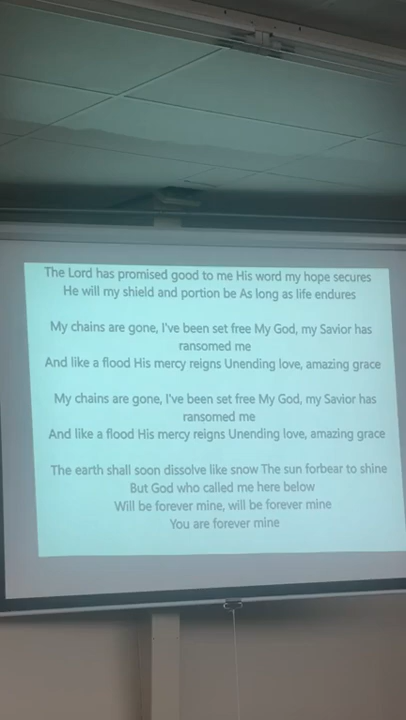 The Lord has promised good to me His word my hope secures
He will my shield and portion be As long as life endures
My chains are gone, I've been set free My God, my Savior has
ransomed me
And like a flood His mercy reigns Unending love, amazing grace
My chains are gone, I've been set free My God, my Savior has
ransomed me
And like a flood His mercy reigns Unending love, amazing grace
The earth shall soon dissolve like snow The sun forbear to shine
But God who called me here below
Will be forever mine, will be forever mine
You are forever mine